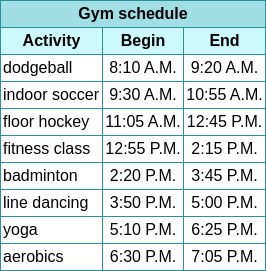 Gym schedule
Activity Begin End
dodgeball 8:10 A.M. 9:20 A.M.
indoor soccer 9:30 A.M. 10:55 A.M.
floor hockey 11:05 A.M. 12:45 P.M.
fitness class 12:55 P.M. 2:15 P.M.
badminton 2:20 P.M. 3:45 P.M.
line dancing 3:50 P.M. 5:00 P.M.
yoga 5:10 P.M. 6:25 P.M.
aerobics 6:30 P.M. 7:05 P.M.